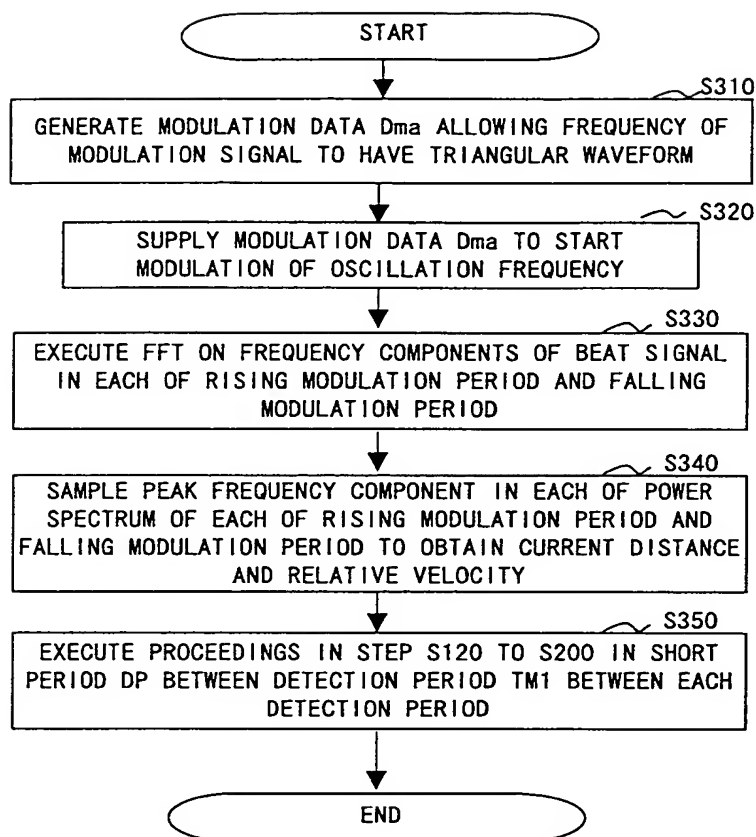 START
S310
GENERATE MODULATION DATA Dma ALLOWING FREQUENCY OF
MODULATION SIGNAL TO HAVE TRIANGULAR WAVEFORM
S320
SUPPLY MODULATION DATA Dma TO START
MODULATION OF OSCILLATION FREQUENCY
S330
EXECUTE FFT ON FREQUENCY COMPONENTS OF BEAT SIGNAL
IN EACH OF RISING MODULATION PERIOD AND FALLING
MODULATION PERIOD
S340
SAMPLE PEAK FREQUENCY COMPONENT IN EACH OF POWER
SPECTRUM OF EACH OF RISING MODULATION PERIOD AND
FALLING MODULATION PERIOD TO OBTAIN CURRENT DISTANCE
AND RELATIVE VELOCITY
S350
EXECUTE PROCEEDINGS IN STEP S120 TO S200 IN SHORT
PERIOD DP BETWEEN DETECTION PERIOD TM1 BETWEEN EACH
DETECTION PERIOD
END